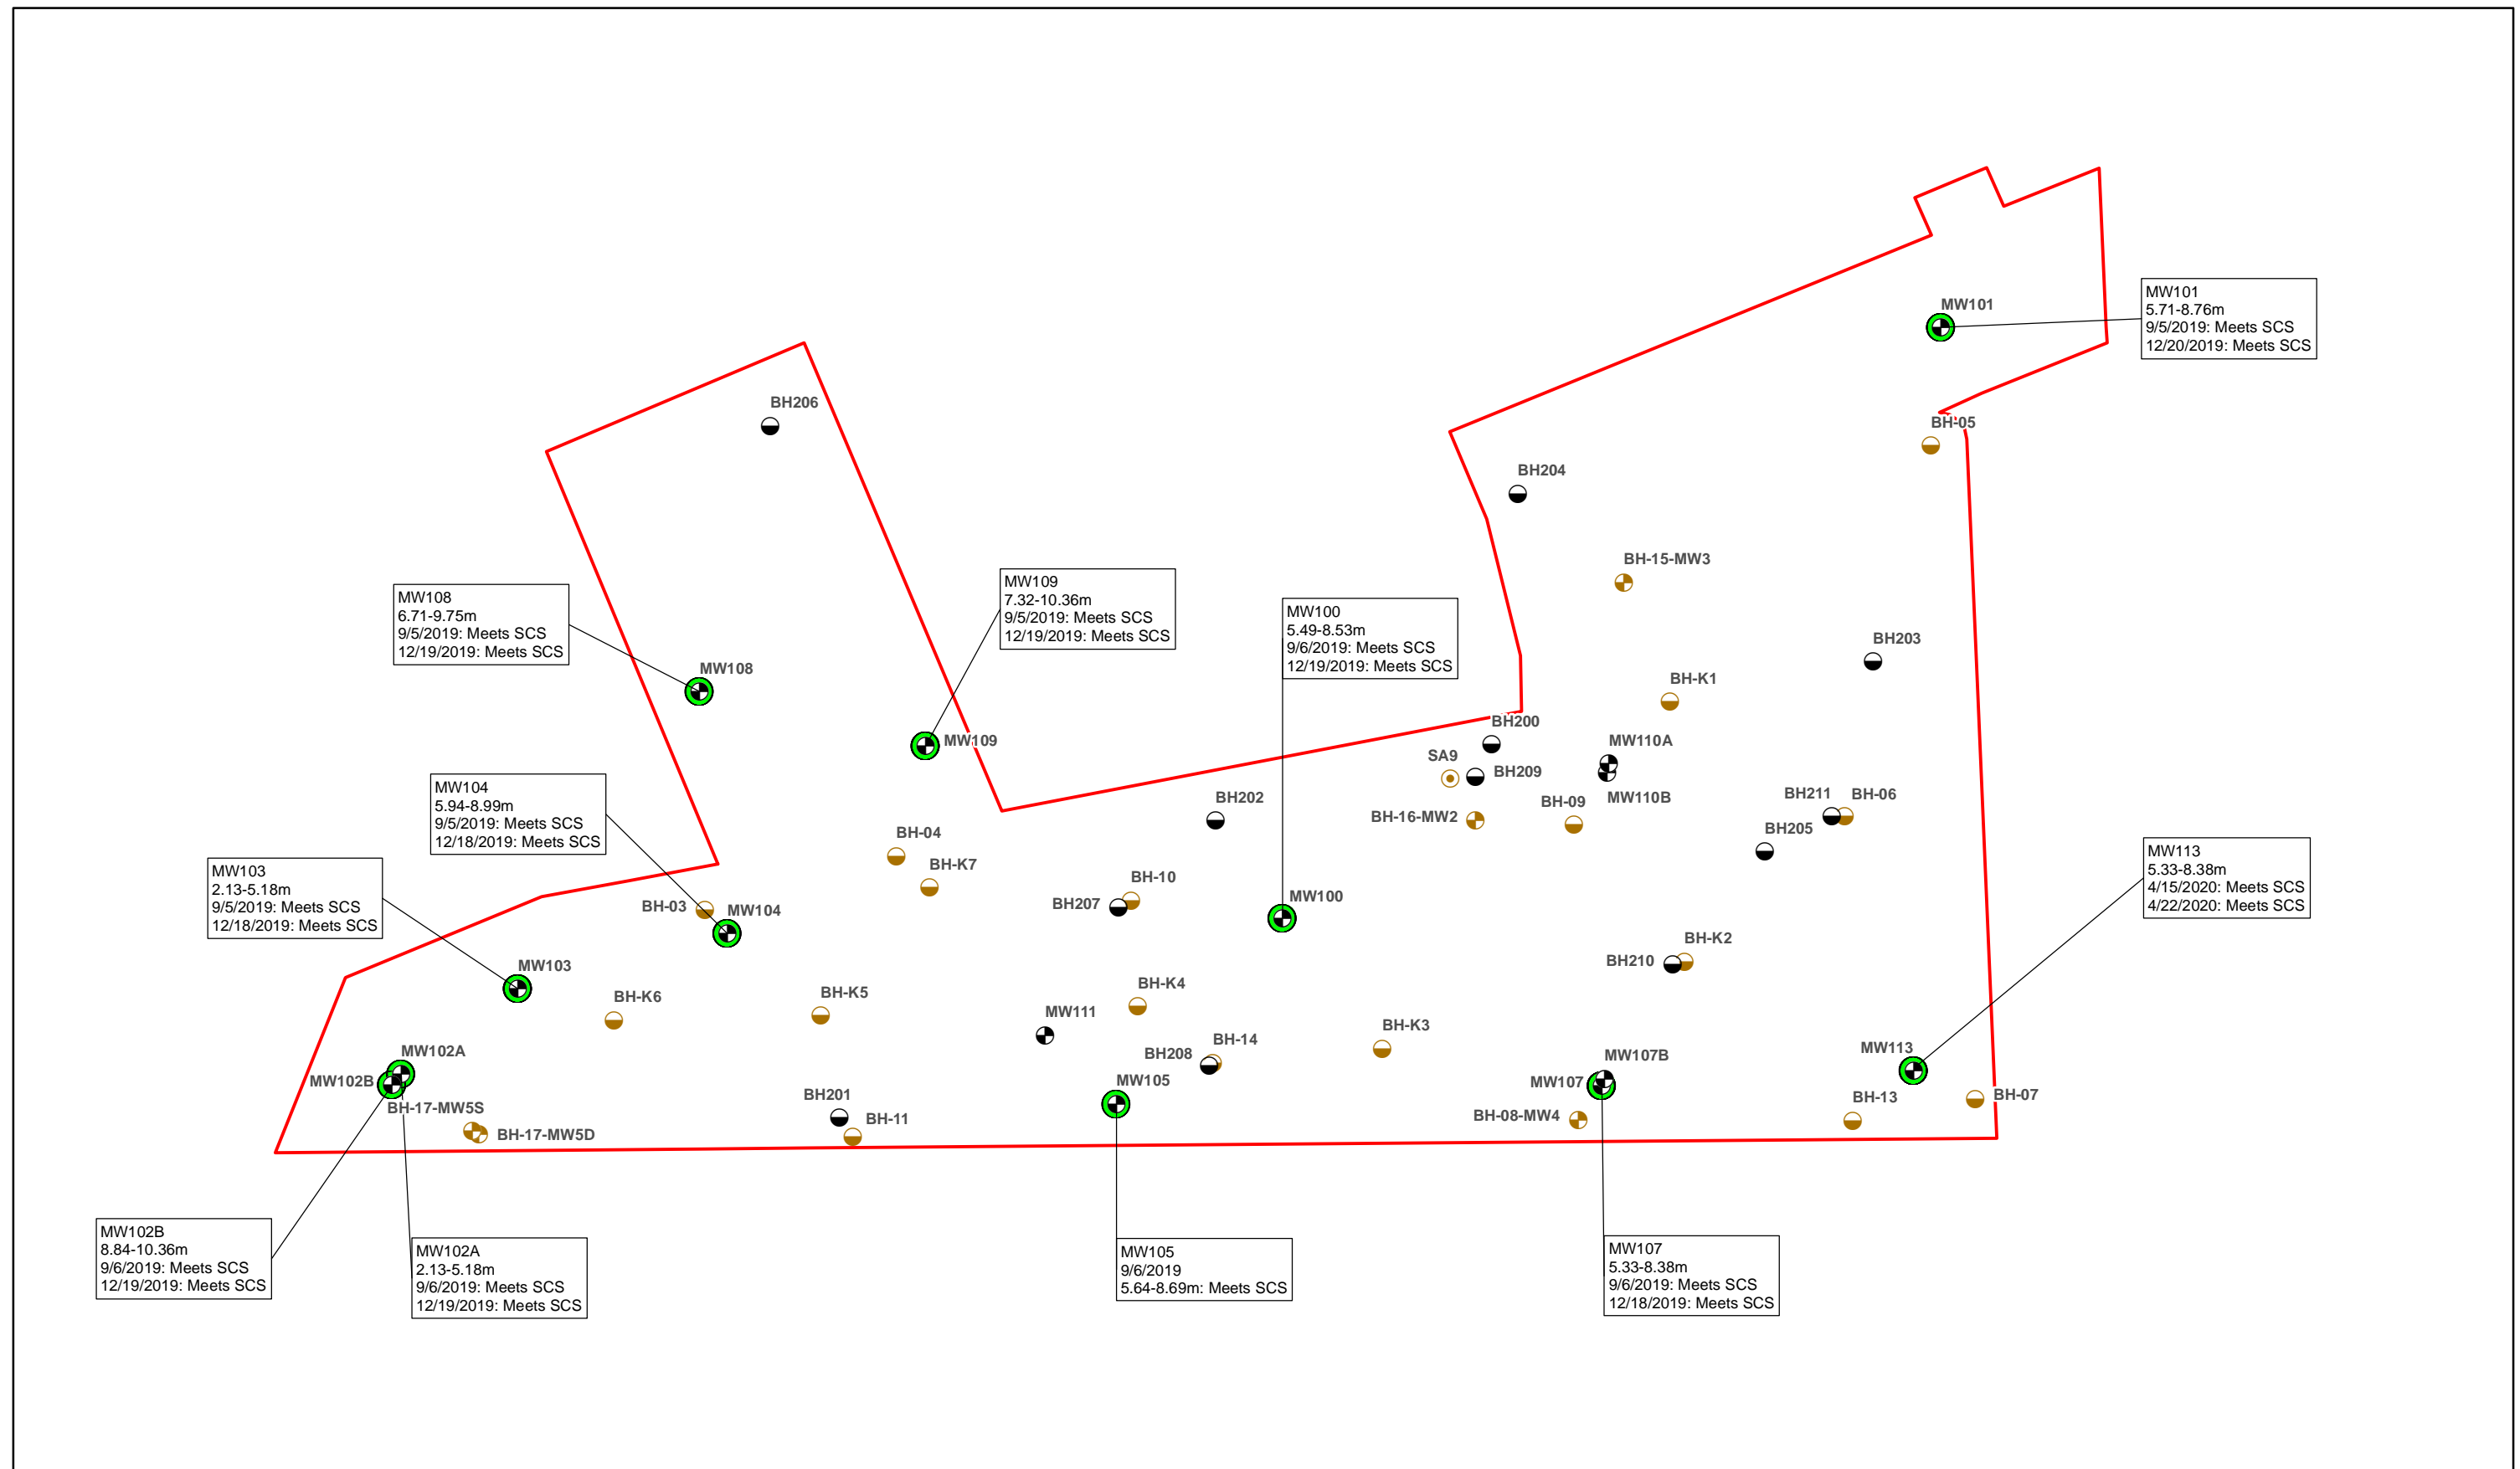 MW101
MW101
5.71-8.76m
9/5/2019: Meets SCS
12/20/2019: Meets SCS
BH206
BH-05
BH204
BH-15-MW3
MW109
7.32-10.36m
9/5/2019: Meets SCS
12/19/2019: Meets SCS
MW108
6.71-9.75m
9/5/2019: Meets SCS
12/19/2019: Meets SCS
MW100
5.49-8.53m
9/6/2019: Meets SCS
12/19/2019: Meets SCS
MW108
BH203
BH-K1
BH200
MW109
MW110A
SA9
BH209
MW110B
MW104
5.94-8.99m
9/5/2019: Meets SCS
12/18/2019: Meets SCS
BH202
BH-16-MW2
BH-09
BH211
BH-06
BH205
BH-04
BH-K7
MW113
5.33-8.38m
4/15/2020: Meets SCS
4/22/2020: Meets SCS
MW103
2.13-5.18m
9/5/2019: Meets SCS
12/18/2019: Meets SCS
BH-10
BH207
MW100
BH-03
MW104
BH-K2
BH210
MW103
BH-K6
BH-K5
BH-K4
MW111
BH-K3
BH-14
BH208
MW102A
MW102B
MW105
MW107B
MW107
MW113
BH-17-MW5S
BH-17-MW5D
BH201
BH-11
BH-08-MW4
BH-13
BH-07
MW102B
8.84-10.36m
9/6/2019: Meets SCS
12/19/2019: Meets SCS
MW102A
2.13-5.18m
9/6/2019: Meets SCS
12/19/2019: Meets SCS
MW105
9/6/2019
5.64-8.69m: Meets SCS
MW107
5.33-8.38m
9/6/2019: Meets SCS
12/18/2019: Meets SCS